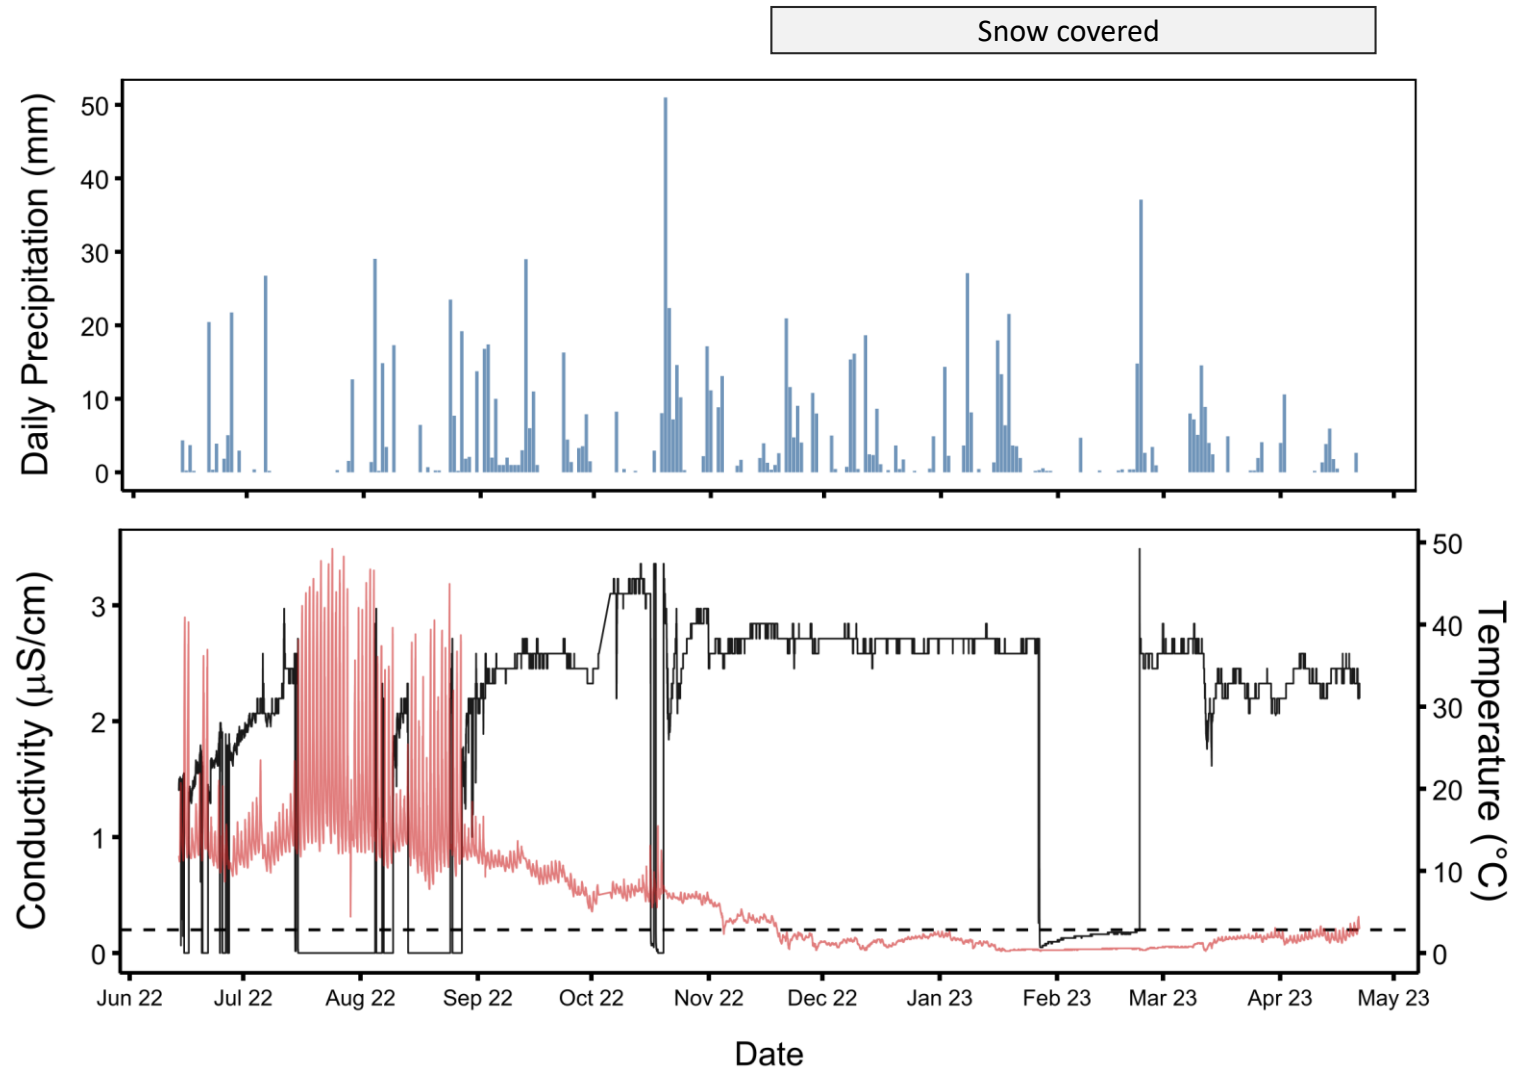 Snow covered
Daily Precipitation (mm)
50
40
30
20
10
0
Conductivity (µS/cm)
3
2
1
0
Temperature (°C)
50
40
30
20
10
0
Jun 22 Jul 22 Aug 22 Sep 22 Oct 22 Nov 22 Dec 22 Jan 23 Feb 23 Mar 23 Apr 23 May 23
Date